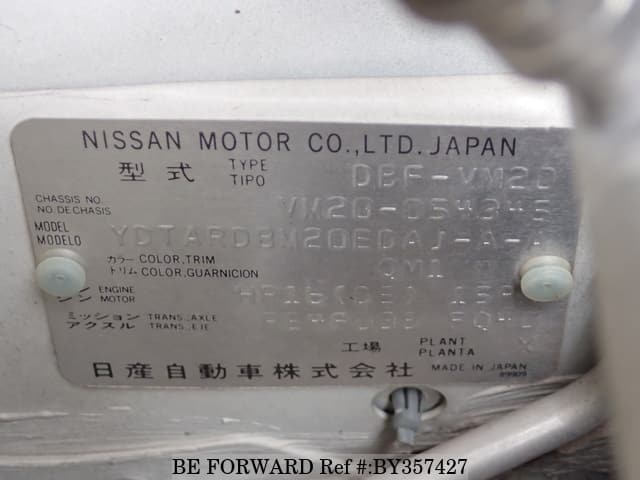 NISSAN MOTOR CO.,LTD. JAPAN
型式 TYPE TIPO DBF-VM20
CHASSIS NO. NO. DE CHASIS VM20-054345
MODEL MODELO
カラー COLOR,TRIM
トリム COLOR,GUARNICION QM1
ENGINE MOTOR HR16(DE)
ミッション TRANS.,AXLE
アクスル TRANS.,EJE
工場 PLANT PLANTA
日産自動車株式会社 MADE IN JAPAN
BE FORWARD Ref #:BY357427